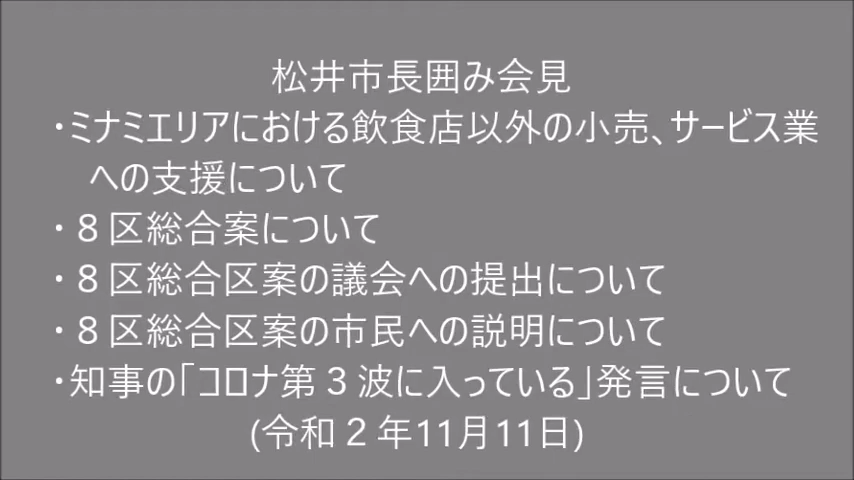 松井市長囲み会見
・ミナミエリアにおける飲食店以外の小売、サービス業
への支援について
・８区総合案について
・８区総合区案の議会への提出について
・８区総合区案の市民への説明について
・知事の「コロナ第３波に入っている」発言について
(令和２年11月11日)